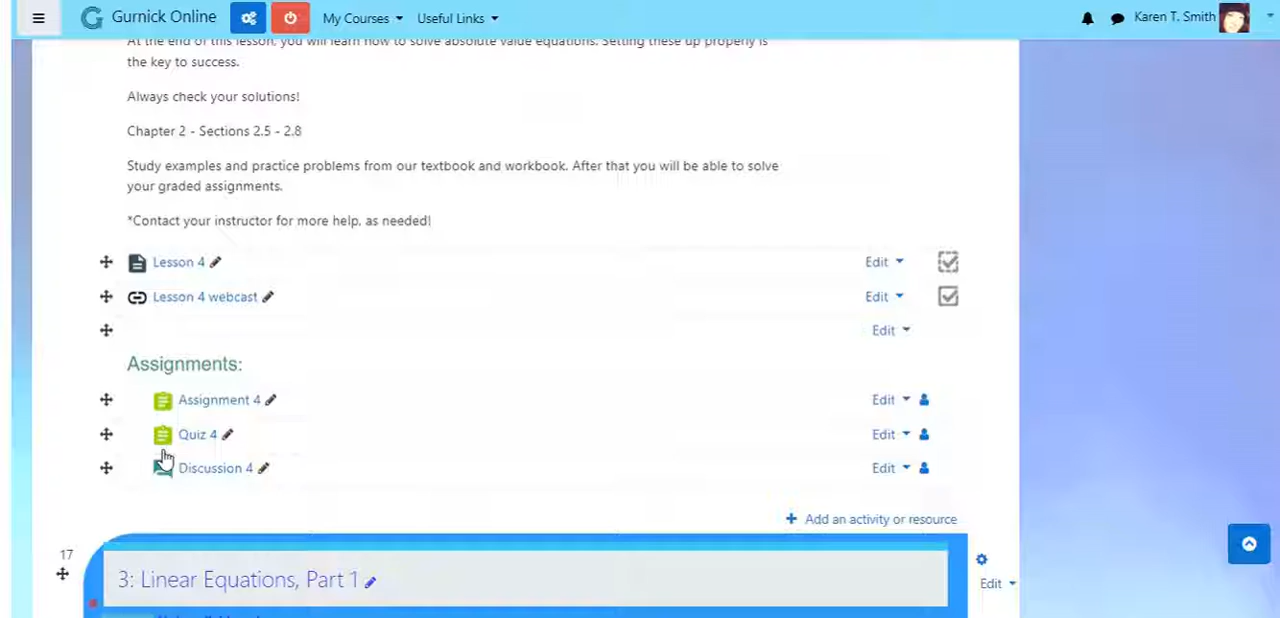 Gurnick Online My Courses Useful Links Karen T. Smith
At the end of this lesson, you will learn how to solve absolute value equations. Setting these up properly is
the key to success.
Always check your solutions!
Chapter 2 - Sections 2.5 - 2.8
Study examples and practice problems from our textbook and workbook. After that you will be able to solve
your graded assignments.
*Contact your instructor for more help, as needed!
Lesson 4 Edit
Lesson 4 webcast Edit
Edit
Assignments:
Assignment 4 Edit
Quiz 4 Edit
Discussion 4 Edit
Add an activity or resource
17
3: Linear Equations, Part 1
Edit